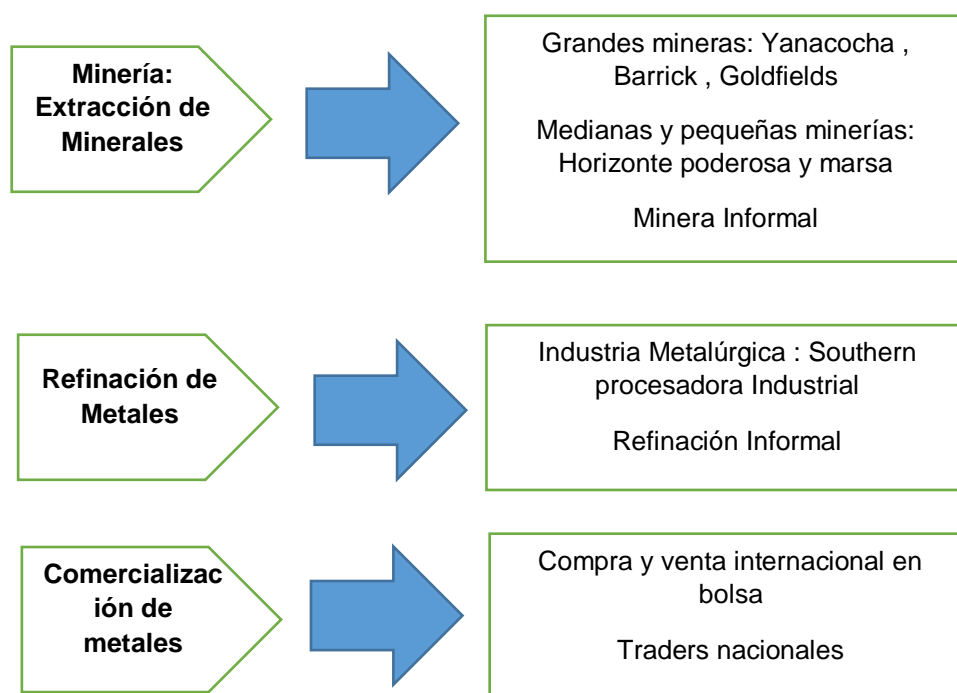 Minería:
Extracción de
Minerales
Grandes mineras: Yanacocha ,
Barrick , Goldfields
Medianas y pequeñas minerías:
Horizonte poderosa y marsa
Minera Informal
Refinación de
Metales
Industria Metalúrgica : Southern
procesadora Industrial
Refinación Informal
Comercializac
ión de
metales
Compra y venta internacional en
bolsa
Traders nacionales